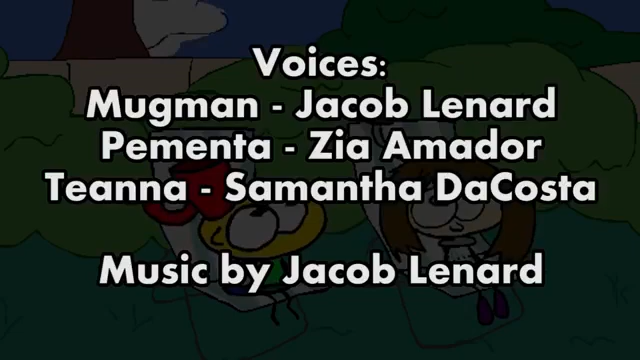 Voices:
Mugman - Jacob Lenard
Pementa - Zia Amador
Teanna - Samantha DaCosta
Music by Jacob Lenard